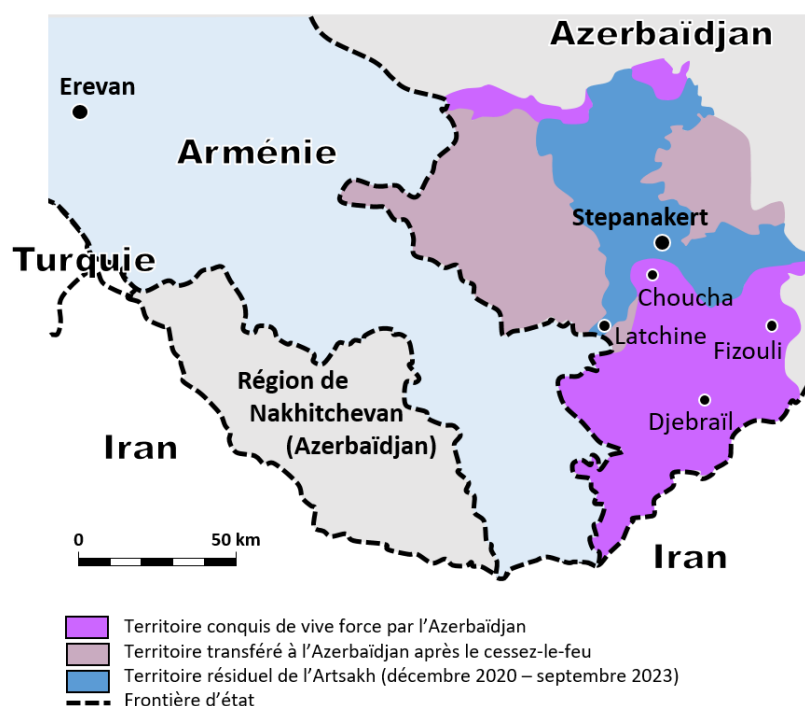 Azerbaïdjan
Erevan
Arménie
Stepanakert
Turquie
Choucha
Latchine
Fizouli
Région de
Nakhitchevan
(Azerbaïdjan)
Djebraïl
Iran
0 50 km
Iran
Territoire conquis de vive force par l'Azerbaïdjan
Territoire transféré à l'Azerbaïdjan après le cessez-le-feu
Territoire résiduel de l'Artsakh (décembre 2020 – septembre 2023)
Frontière d'état